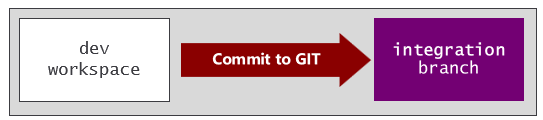 dev
workspace
Commit to GIT
integration
branch